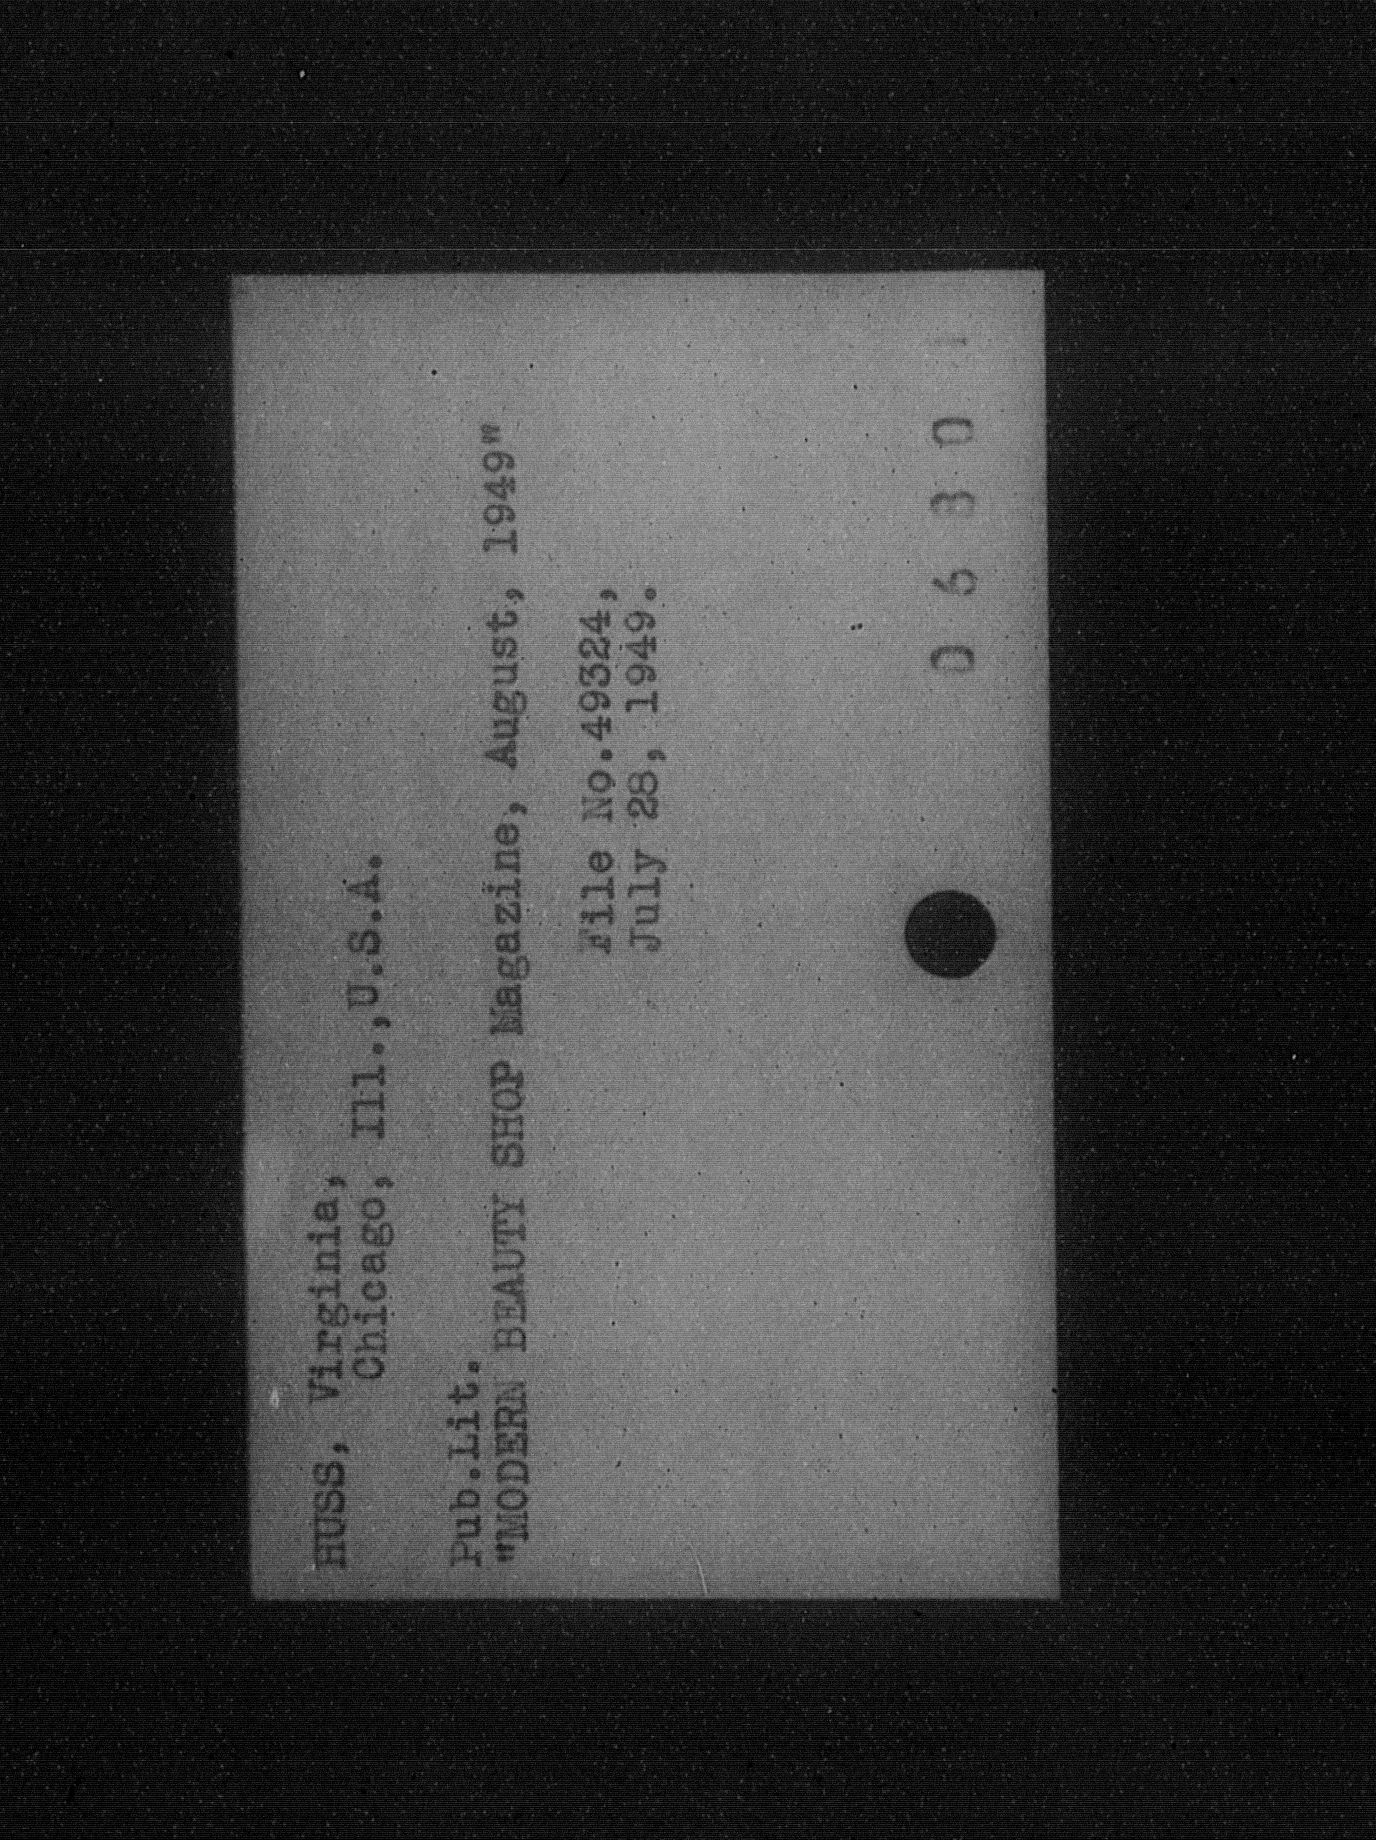 HUSS, Virginia,
Chicago, Ill.,U.S.A.
Pub.Lit.
"MODERN BEAUTY SHOP Magazine, August, 1949"
File No.49324,
July 28, 1949.
0 6 3 0 1